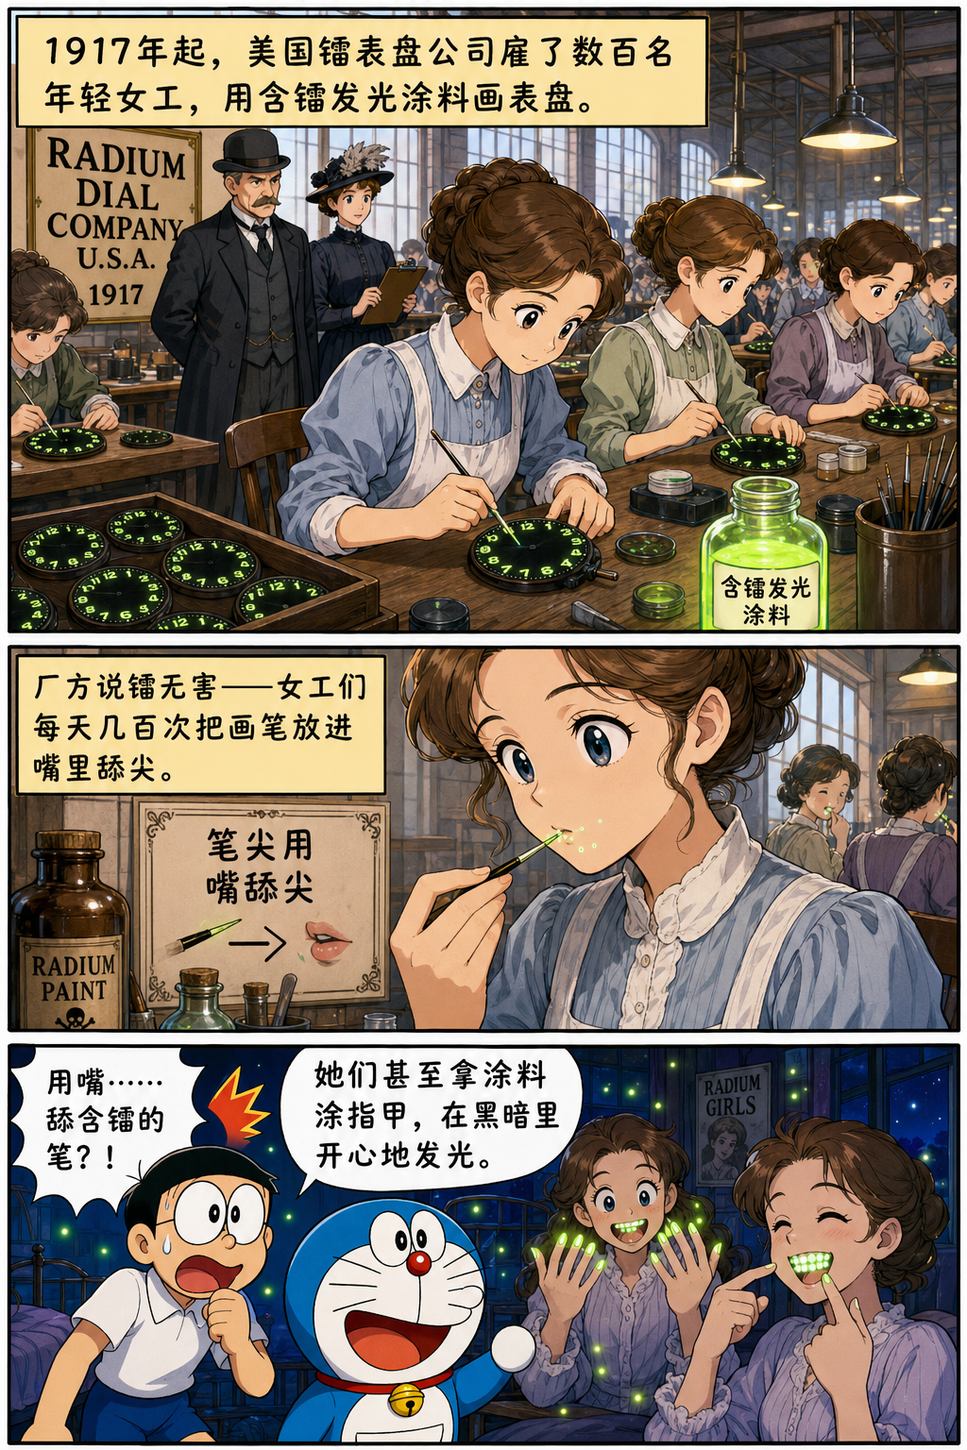 1917年起，美国镭表盘公司雇了数百名
年轻女工，用含镭发光涂料画表盘。
RADIUM
DIAL
COMPANY
U.S.A.
1917
含镭发光
涂料
厂方说镭无害——女工们
每天几百次把画笔放进
嘴里舔尖。
笔尖用
嘴舔尖
RADIUM
PAINT
用嘴……
舔含镭的
笔？！
她们甚至拿涂料
涂指甲，在黑暗里
开心地发光。
RADIUM
GIRLS